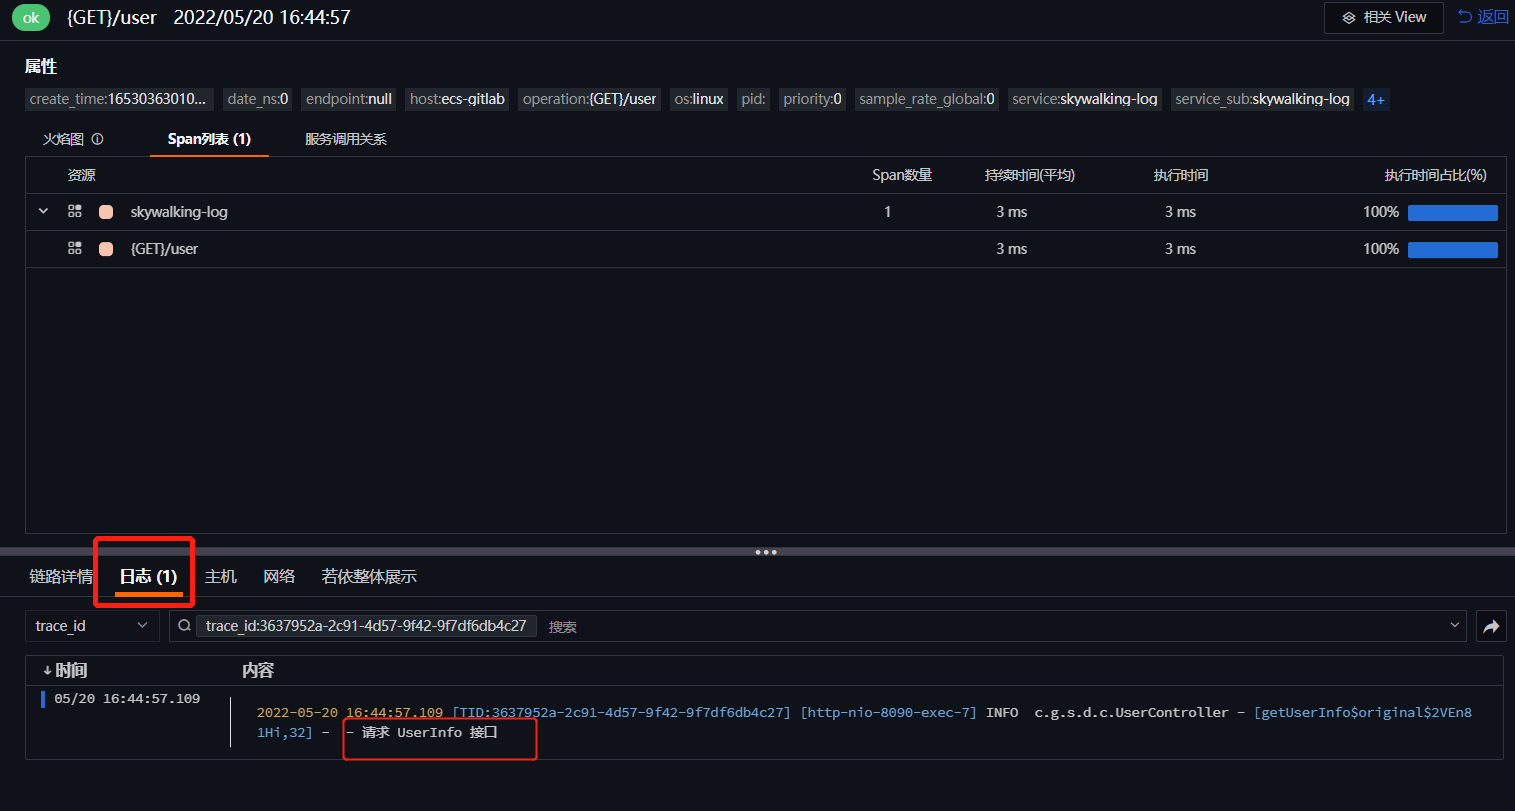 ok {GET}/user 2022/05/20 16:44:57 相关 View 返回
属性
create_time:16530363010... date_ns:0 endpoint:null host:ecs-gitlab operation:{GET}/user os:linux pid: priority:0 sample_rate_global:0 service:skywalking-log service_sub:skywalking-log 4+
火焰图 Span列表 (1) 服务调用关系
资源 Span数量 持续时间(平均) 执行时间 执行时间占比(%)
skywalking-log 1 3 ms 3 ms 100%
{GET}/user 3 ms 3 ms 100%
链路详情 日志 (1) 主机 网络 若依整体展示
trace_id trace_id:3637952a-2c91-4d57-9f42-9f7df6db4c27 搜索
时间 内容
05/20 16:44:57.109
2022-05-20 16:44:57.109 [TID:3637952a-2c91-4d57-9f42-9f7df6db4c27] [http-nio-8090-exec-7] INFO c.g.s.d.c.UserController - [getUserInfo$original$2VEn8
1Hi,32] - - 请求 UserInfo 接口